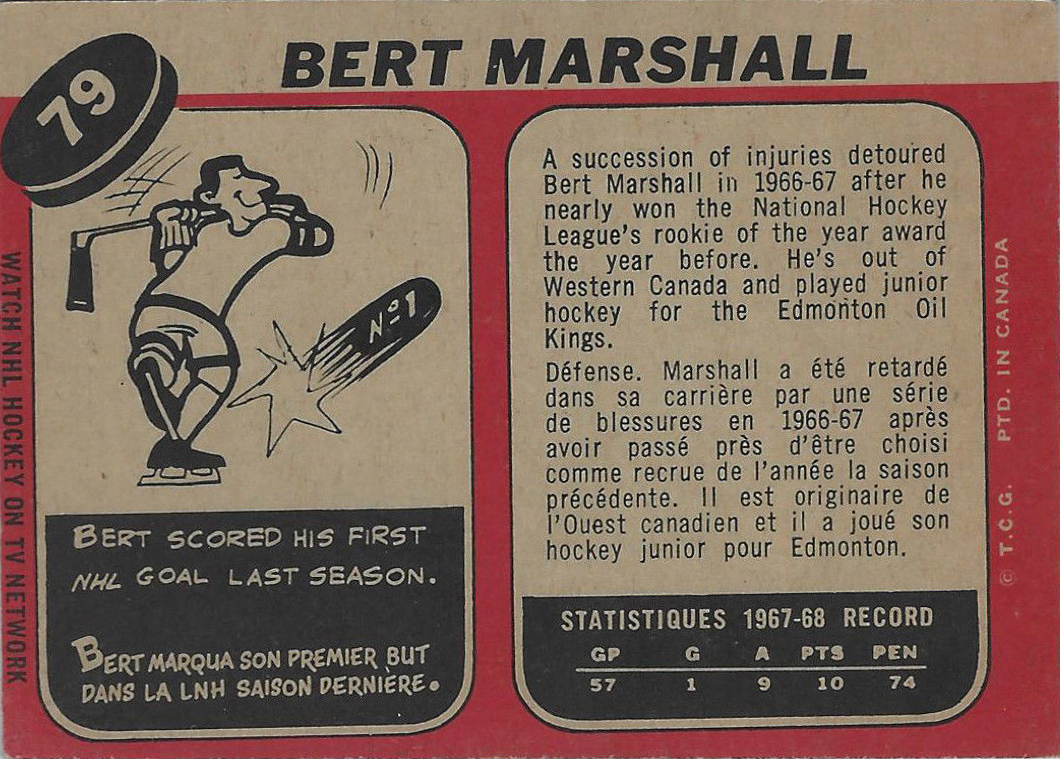 79
BERT MARSHALL
Nº1
BERT SCORED HIS FIRST
NHL GOAL LAST SEASON.
BERT MARQUA SON PREMIER BUT
DANS LA LNH SAISON DERNIÈRE.
A succession of injuries detoured
Bert Marshall in 1966-67 after he
nearly won the National Hockey
League's rookie of the year award
the year before. He's out of
Western Canada and played junior
hockey for the Edmonton Oil
Kings.
Défense. Marshall a été retardé
dans sa carrière par une série
de blessures en 1966-67 après
avoir passé près d'être choisi
comme recrue de l'année la saison
précédente. Il est originaire de
l'Ouest canadien et il a joué son
hockey junior pour Edmonton.
STATISTIQUES 1967-68 RECORD
GP G A PTS PEN
57 1 9 10 74
WATCH NHL HOCKEY ON TV NETWORK
© T.C.G. PTD. IN CANADA